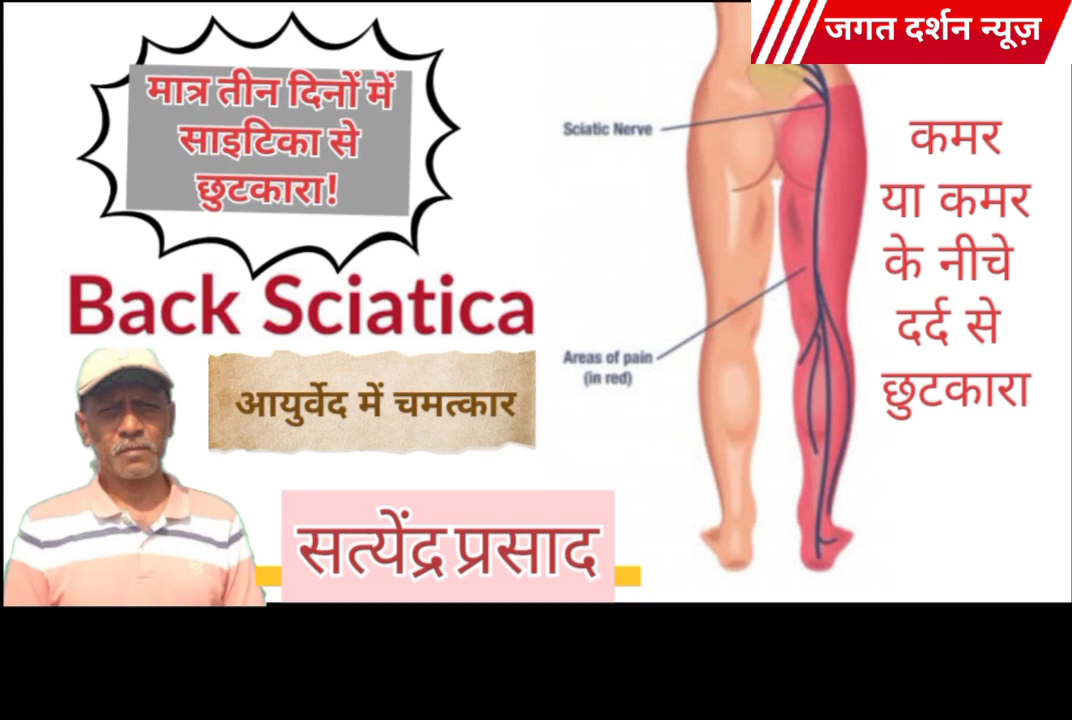 जगत दर्शन न्यूज़
मात्र तीन दिनों में
साइटिका से
छुटकारा!
Back Sciatica
आयुर्वेद में चमत्कार
सत्येंद्र प्रसाद
Sciatic Nerve
Areas of pain
(in red)
कमर
या कमर
के नीचे
दर्द से
छुटकारा